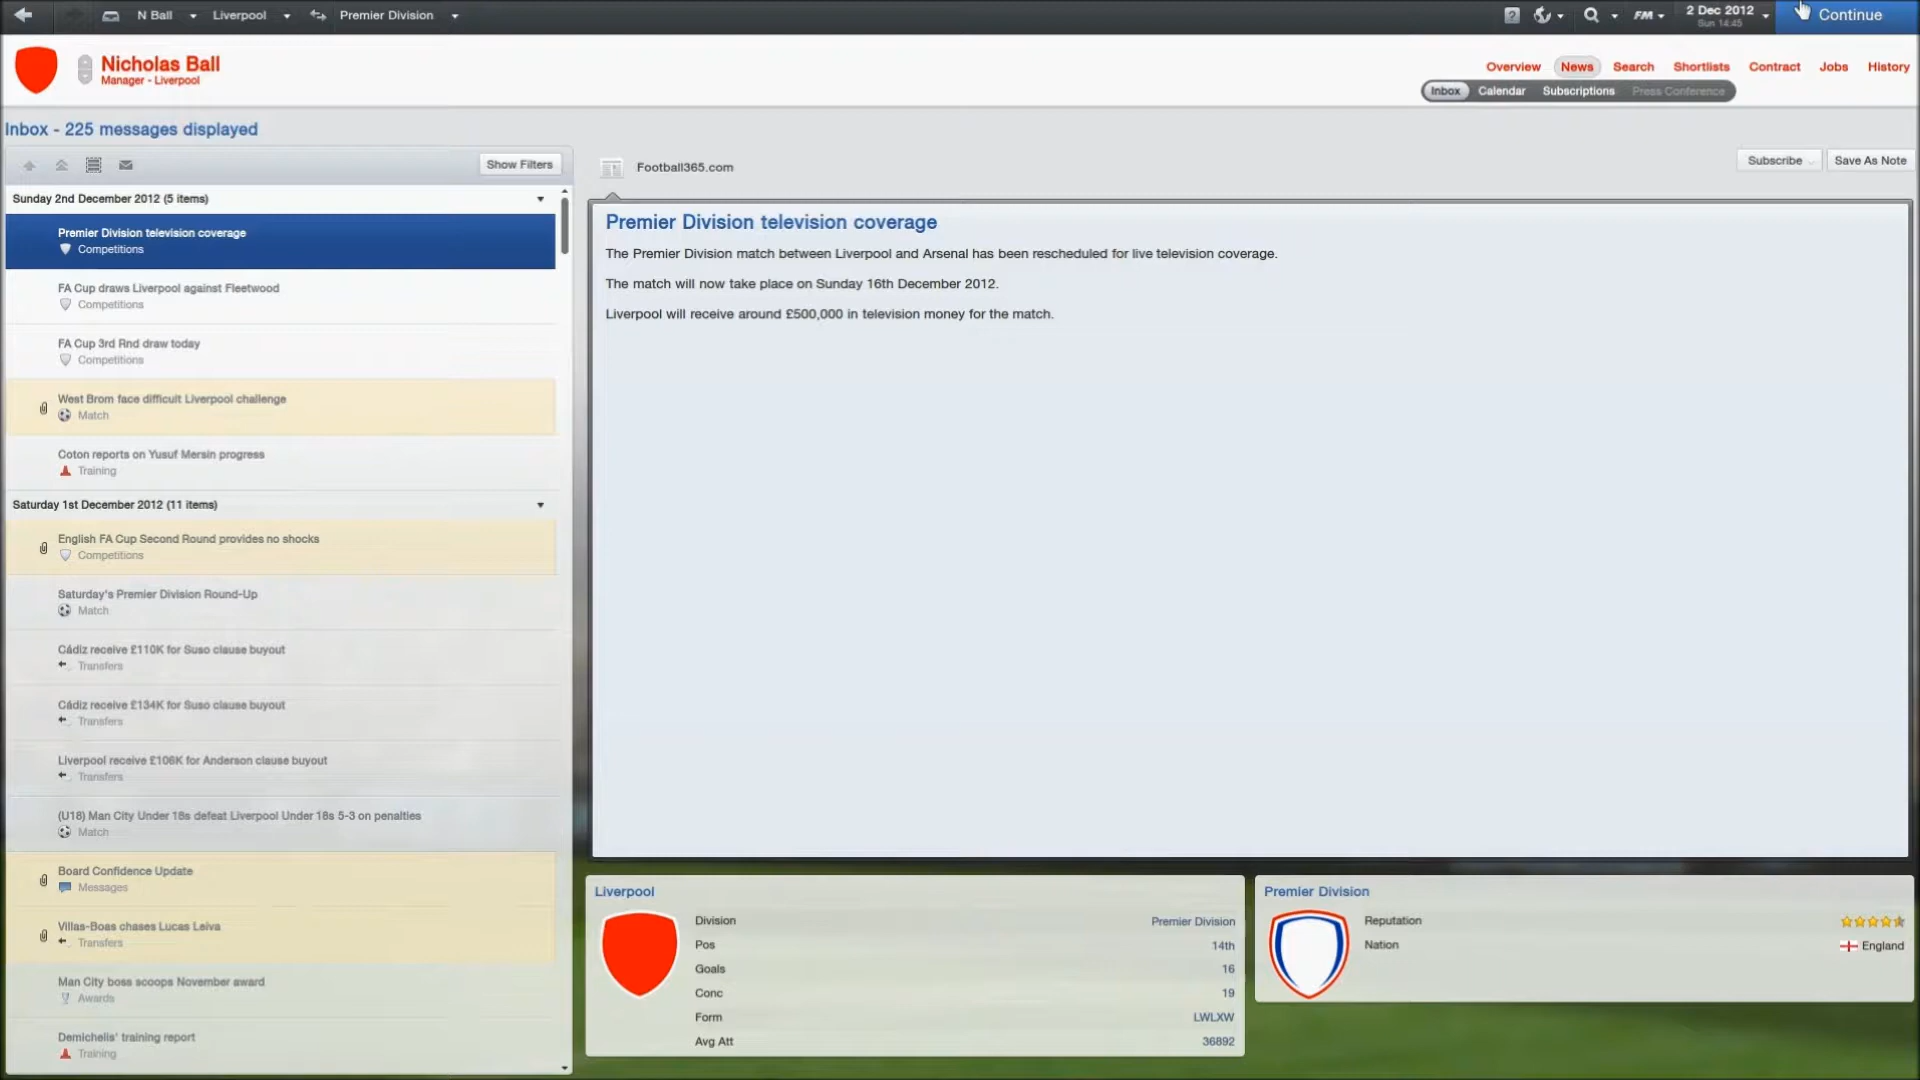 N Ball
Liverpool
Premier Division
FM
2 Dec 2012
Sun 14:45
Continue
Nicholas Ball
Manager - Liverpool
Overview News Search Shortlists Contract Jobs History
Inbox Calendar Subscriptions Press Conference
Inbox - 225 messages displayed
Show Filters
Football365.com
Subscribe
Save As Note
Sunday 2nd December 2012 (5 items)
Premier Division television coverage
Competitions
FA Cup draws Liverpool against Fleetwood
Competitions
FA Cup 3rd Rnd draw today
Competitions
West Brom face difficult Liverpool challenge
Match
Coton reports on Yusuf Mersin progress
Training
Saturday 1st December 2012 (11 items)
English FA Cup Second Round provides no shocks
Competitions
Saturday's Premier Division Round-Up
Match
Cádiz receive £110K for Suso clause buyout
Transfers
Cádiz receive £134K for Suso clause buyout
Transfers
Liverpool receive £106K for Anderson clause buyout
Transfers
(U18) Man City Under 18s defeat Liverpool Under 18s 5-3 on penalties
Match
Board Confidence Update
Messages
Villas-Boas chases Lucas Leiva
Transfers
Man City boss scoops November award
Awards
Demichelis' training report
Training
Premier Division television coverage
The Premier Division match between Liverpool and Arsenal has been rescheduled for live television coverage.
The match will now take place on Sunday 16th December 2012.
Liverpool will receive around £500,000 in television money for the match.
Liverpool
Division Premier Division
Pos 14th
Goals 16
Conc 19
Form LWLXW
Avg Att 36892
Premier Division
Reputation
Nation England